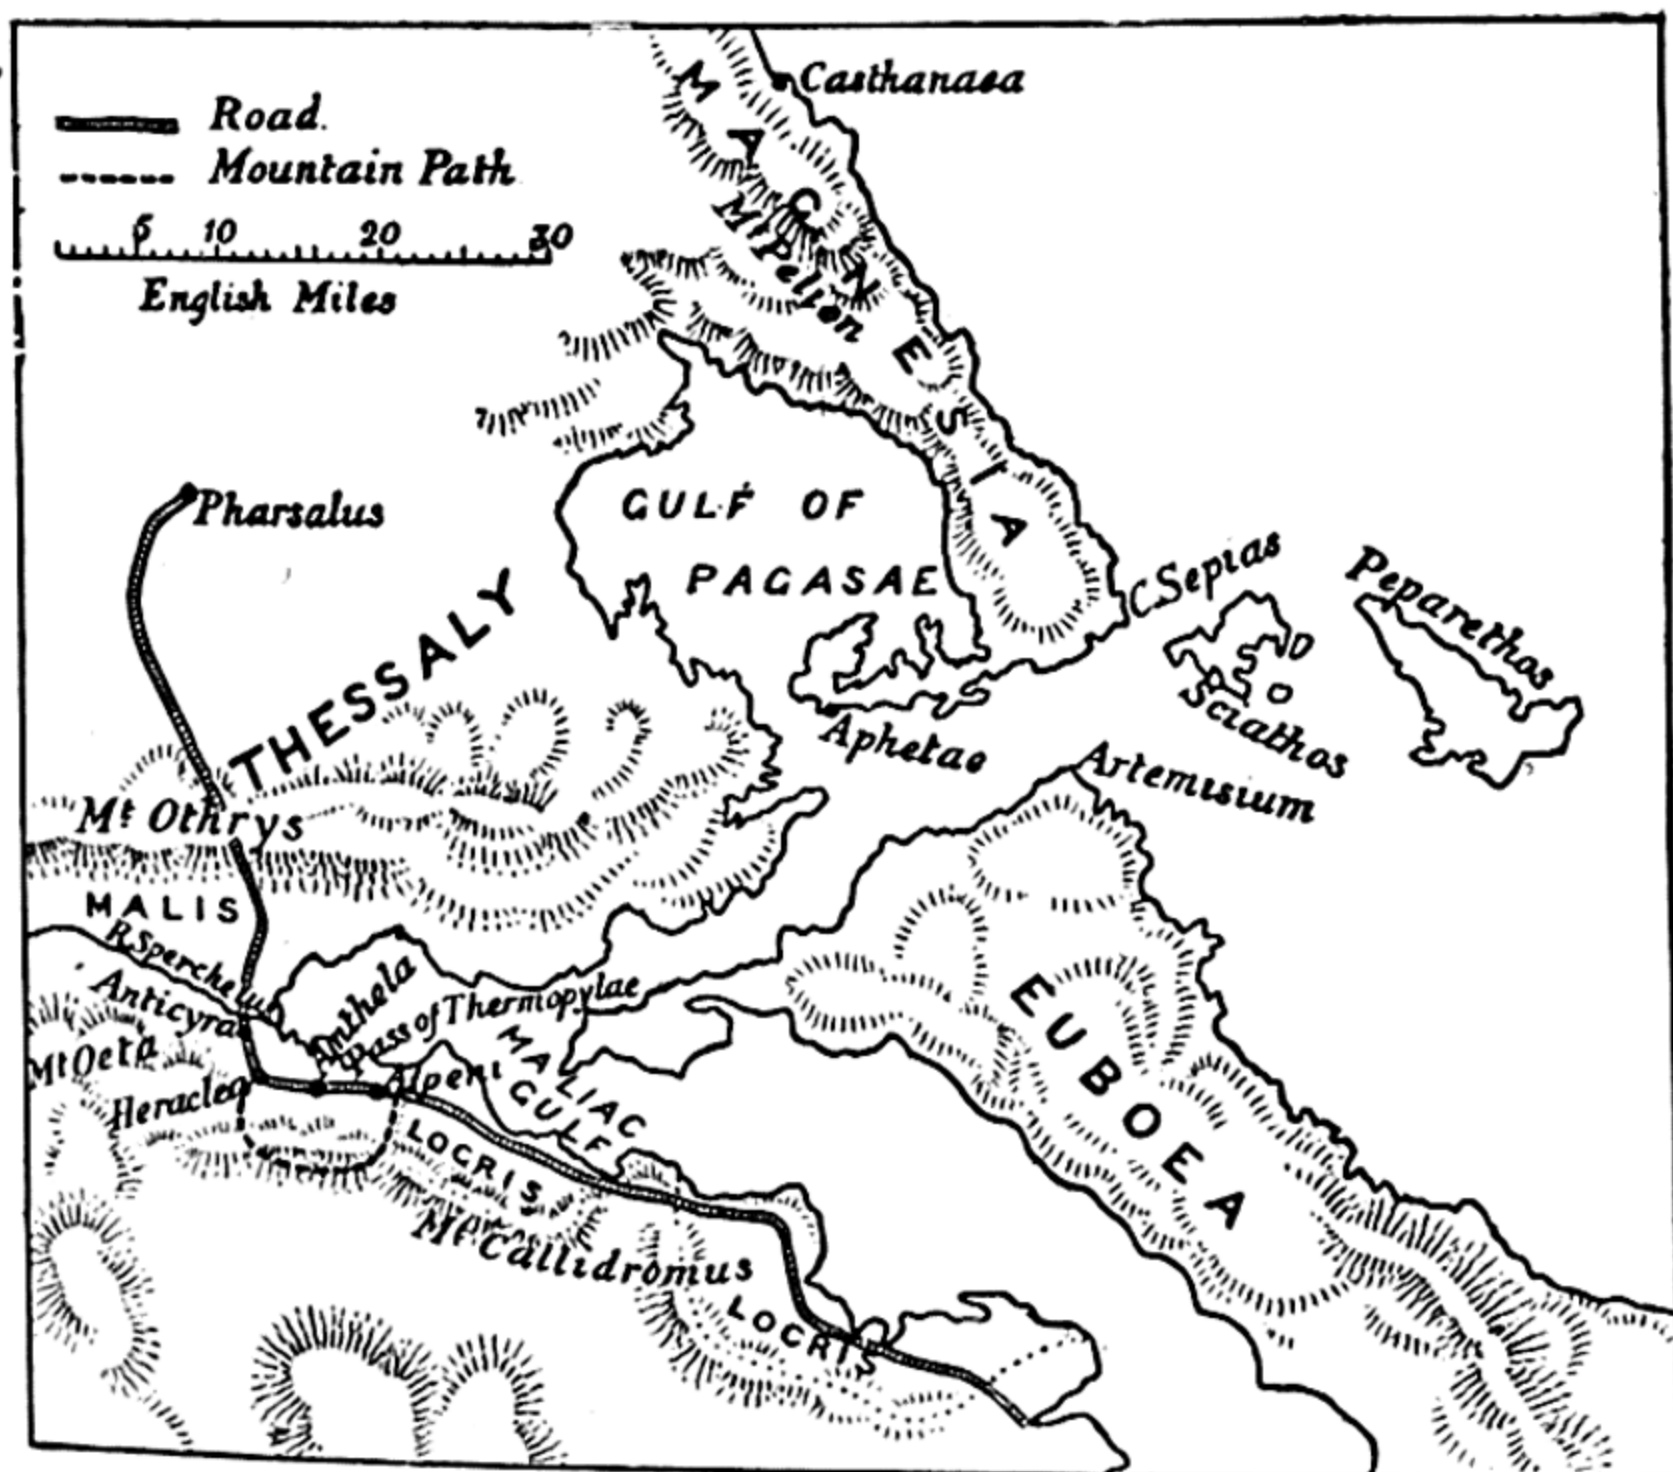 Casthanaea
Road.
Mountain Path
5 10 20 30
English Miles
MAGNESIA
Mt Pelion
Pharsalus
GULF OF
PAGASAE
THESSALY
C. Sepias
Peparethos
Sciathos
Aphetae
Artemisium
Mt Othrys
MALIS
R. Spercheius
Anticyra
Anthela
Pass of Thermopylae
Mt Oeta
Heraclea
Alpeni
MALIAC
GULF
EUBOEA
LOCRIS
Mt Callidromus
LOCRIS